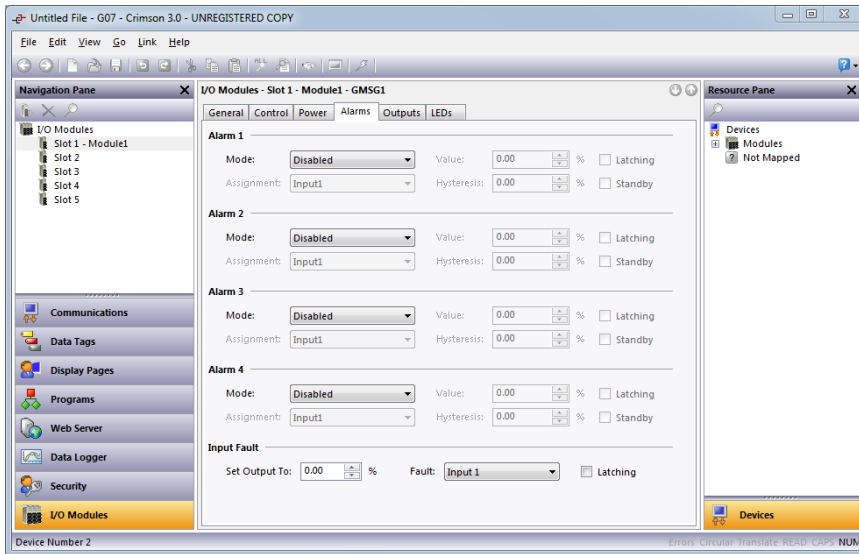 Untitled File - G07 - Crimson 3.0 - UNREGISTERED COPY
File Edit View Go Link Help
Navigation Pane
I/O Modules
Slot 1 - Module1
Slot 2
Slot 3
Slot 4
Slot 5
Communications
Data Tags
Display Pages
Programs
Web Server
Data Logger
Security
I/O Modules
I/O Modules - Slot 1 - Module1 - GMSG1
General Control Power Alarms Outputs LEDs
Alarm 1
Mode: Disabled Value: 0.00 % Latching
Assignment: Input1 Hysteresis: 0.00 % Standby
Alarm 2
Mode: Disabled Value: 0.00 % Latching
Assignment: Input1 Hysteresis: 0.00 % Standby
Alarm 3
Mode: Disabled Value: 0.00 % Latching
Assignment: Input1 Hysteresis: 0.00 % Standby
Alarm 4
Mode: Disabled Value: 0.00 % Latching
Assignment: Input1 Hysteresis: 0.00 % Standby
Input Fault
Set Output To: 0.00 % Fault: Input 1 Latching
Resource Pane
Devices
Modules
Not Mapped
Devices
Device Number 2
Errors Circular Translate READ CAPS NUM